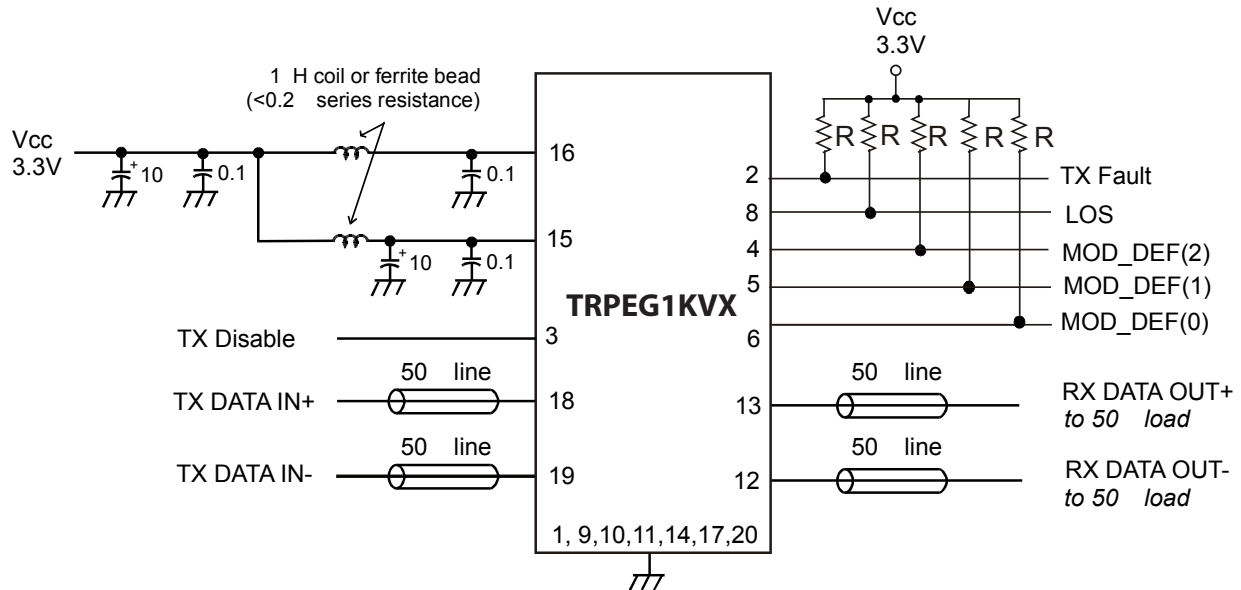 Vcc
3.3V
1 H coil or ferrite bead
(<0.2 series resistance)
Vcc
3.3V
+
10
0.1
0.1
16
+
10
0.1
15
R
R
R
R
R
2
TX Fault
8
LOS
4
MOD_DEF(2)
5
MOD_DEF(1)
6
MOD_DEF(0)
TRPEG1KVX
TX Disable
3
50 line
TX DATA IN+
18
50 line
TX DATA IN-
19
50 line
13
RX DATA OUT+
to 50 load
50 line
12
RX DATA OUT-
to 50 load
1, 9,10,11,14,17,20